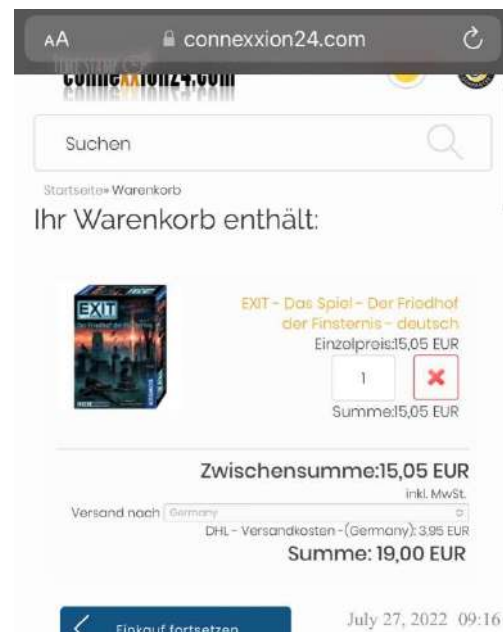 AA connexxion24.com
connexxion24.com
Suchen
Startseite» Warenkorb
Ihr Warenkorb enthält:
EXIT
EXIT - Das Spiel - Der Friedhof
der Finsternis - deutsch
Einzelpreis:15,05 EUR
1
Summe:15,05 EUR
Zwischensumme:15,05 EUR
inkl. MwSt.
Versand nach Germany
DHL - Versandkosten -(Germany): 3,95 EUR
Summe: 19,00 EUR
Einkauf fortsetzen
July 27, 2022 09:16